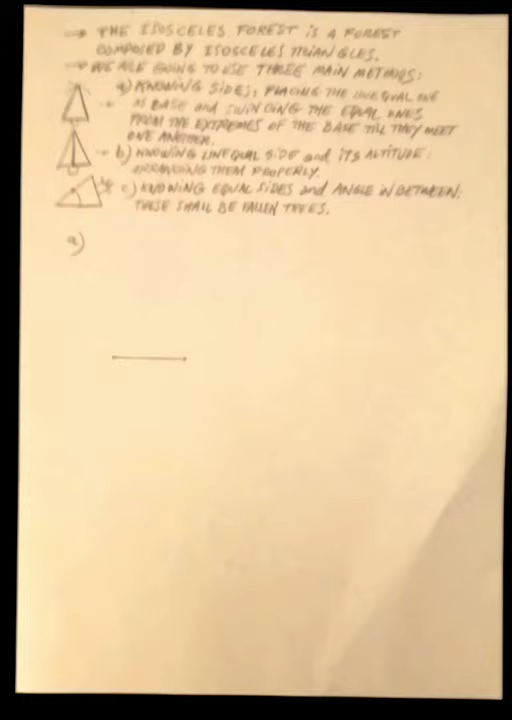 → THE ISOSCELES FOREST IS A FOREST
COMPOSED BY ISOSCELES TRIANGLES.
→ WE ARE GOING TO USE THREE MAIN METHODS:
a) KNOWING SIDES; PLACING THE UNEQUAL ONE
AS BASE and SWINGING THE EQUAL ONES
FROM THE EXTREMES OF THE BASE TILL THEY MEET
ONE ANOTHER.
b) KNOWING UNEQUAL SIDE and ITS ALTITUDE:
ARRANGING THEM PROPERLY.
c) KNOWING EQUAL SIDES and ANGLE INBETWEEN;
THESE SHALL BE FALLEN TREES.
a)